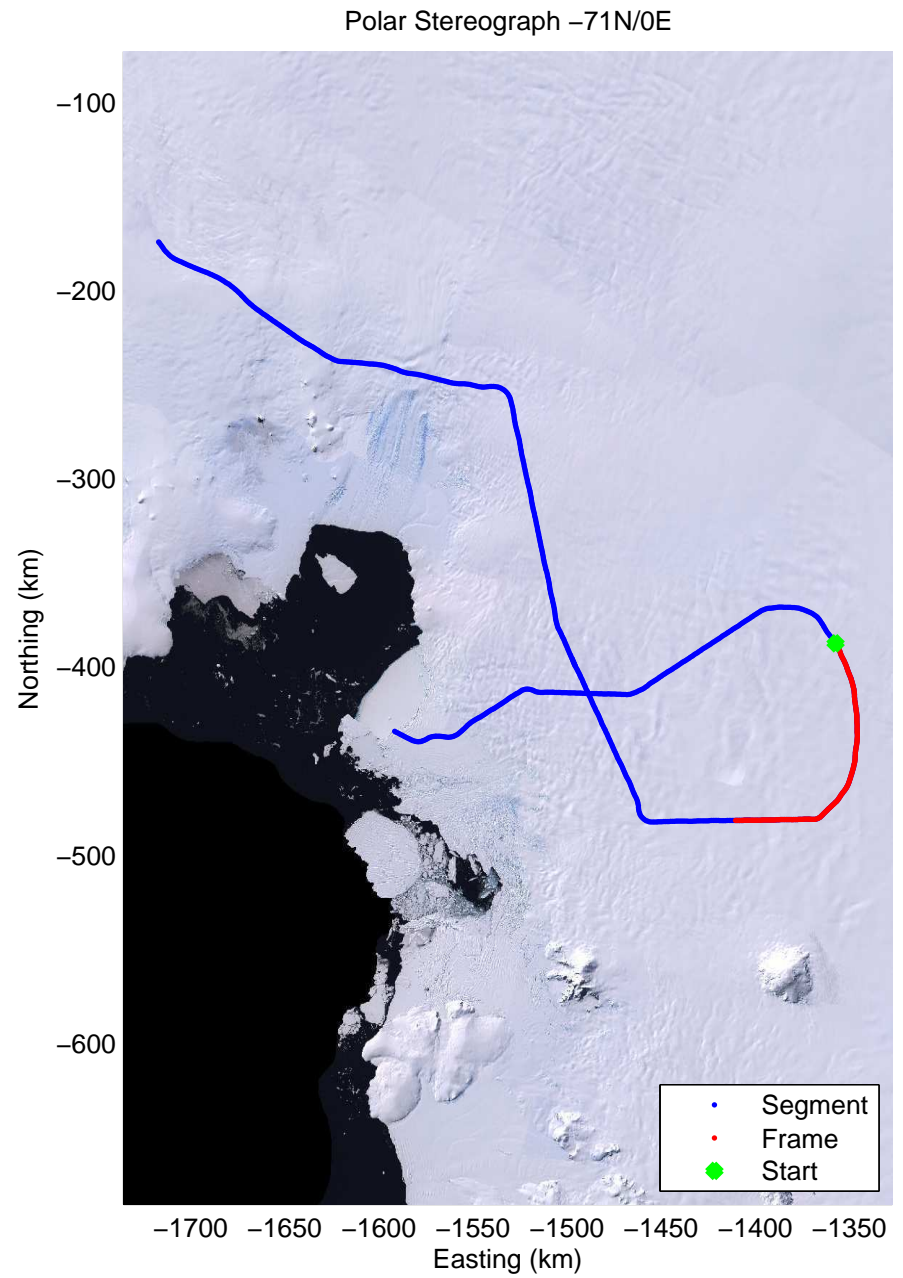 Polar Stereograph −71N/0E
−100
−200
−300
−400
−500
−600
Northing (km)
Segment
Frame
Start
−1700 −1650 −1600 −1550 −1500 −1450 −1400 −1350
Easting (km)